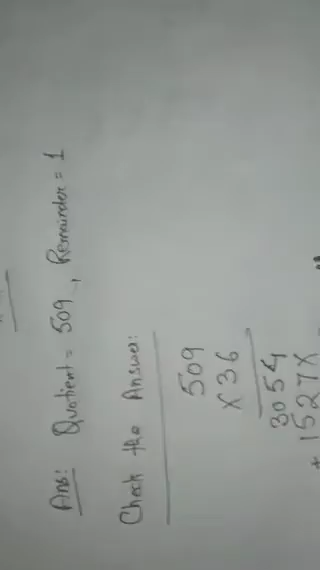 Ans: Quotient = 509, Remainder = 1
Check the Answer:
509
x 36
3054
+ 1527x